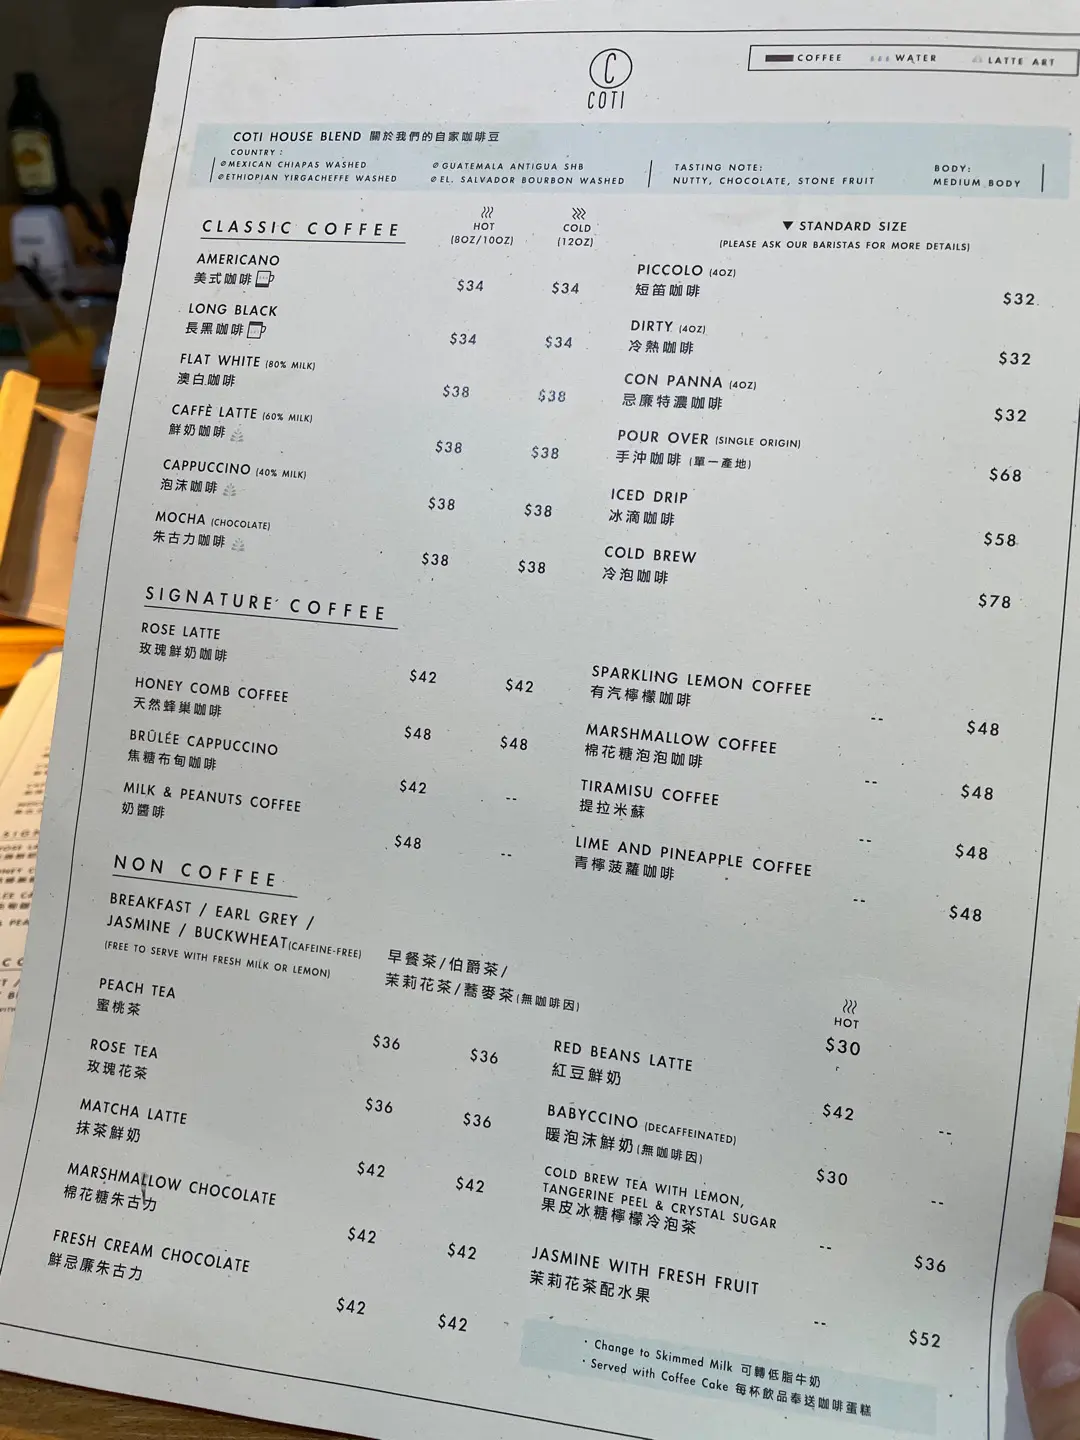 COFFEE WATER LATTE ART
C
COTI
COTI HOUSE BLEND 關於我們的自家咖啡豆
COUNTRY :
MEXICAN CHIAPAS WASHED
ETHIOPIAN YIRGACHEFFE WASHED
GUATEMALA ANTIGUA SHB
EL. SALVADOR BOURBON WASHED
TASTING NOTE:
NUTTY, CHOCOLATE, STONE FRUIT
BODY:
MEDIUM BODY
CLASSIC COFFEE
HOT
(8OZ/10OZ)
COLD
(12OZ)
AMERICANO
美式咖啡 $34 $34
LONG BLACK
長黑咖啡 $34 $34
FLAT WHITE (80% MILK)
澳白咖啡 $38 $38
CAFFÈ LATTE (60% MILK)
鮮奶咖啡 $38 $38
CAPPUCCINO (40% MILK)
泡沫咖啡 $38 $38
MOCHA (CHOCOLATE)
朱古力咖啡 $38 $38
▼ STANDARD SIZE
(PLEASE ASK OUR BARISTAS FOR MORE DETAILS)
PICCOLO (4OZ)
短笛咖啡 $32
DIRTY (4OZ)
冷熱咖啡 $32
CON PANNA (4OZ)
忌廉特濃咖啡 $32
POUR OVER (SINGLE ORIGIN)
手沖咖啡 (單一產地) $68
ICED DRIP
冰滴咖啡 $58
COLD BREW
冷泡咖啡 $78
SIGNATURE COFFEE
ROSE LATTE
玫瑰鮮奶咖啡 $42 $42
HONEY COMB COFFEE
天然蜂巢咖啡 $48 $48
BRÛLÉE CAPPUCCINO
焦糖布甸咖啡 $42 --
MILK & PEANUTS COFFEE
奶醬啡 $48 --
SPARKLING LEMON COFFEE
有汽檸檬咖啡 -- $48
MARSHMALLOW COFFEE
棉花糖泡泡咖啡 -- $48
TIRAMISU COFFEE
提拉米蘇 -- $48
LIME AND PINEAPPLE COFFEE
青檸菠蘿咖啡 -- $48
NON COFFEE
BREAKFAST / EARL GREY /
JASMINE / BUCKWHEAT(CAFEINE-FREE)
(FREE TO SERVE WITH FRESH MILK OR LEMON)
早餐茶/伯爵茶/
茉莉花茶/蕎麥茶(無咖啡因)
HOT
$30
PEACH TEA
蜜桃茶 $36 $36
ROSE TEA
玫瑰花茶 $36 $36
MATCHA LATTE
抹茶鮮奶 $42 $42
MARSHMALLOW CHOCOLATE
棉花糖朱古力 $42 $42
FRESH CREAM CHOCOLATE
鮮忌廉朱古力 $42 $42
RED BEANS LATTE
紅豆鮮奶 $42 --
BABYCCINO (DECAFFEINATED)
暖泡沫鮮奶(無咖啡因) $30 --
COLD BREW TEA WITH LEMON,
TANGERINE PEEL & CRYSTAL SUGAR
果皮冰糖檸檬冷泡茶 -- $36
JASMINE WITH FRESH FRUIT
茉莉花茶配水果 -- $52
· Change to Skimmed Milk 可轉低脂牛奶
· Served with Coffee Cake 每杯飲品奉送咖啡蛋糕